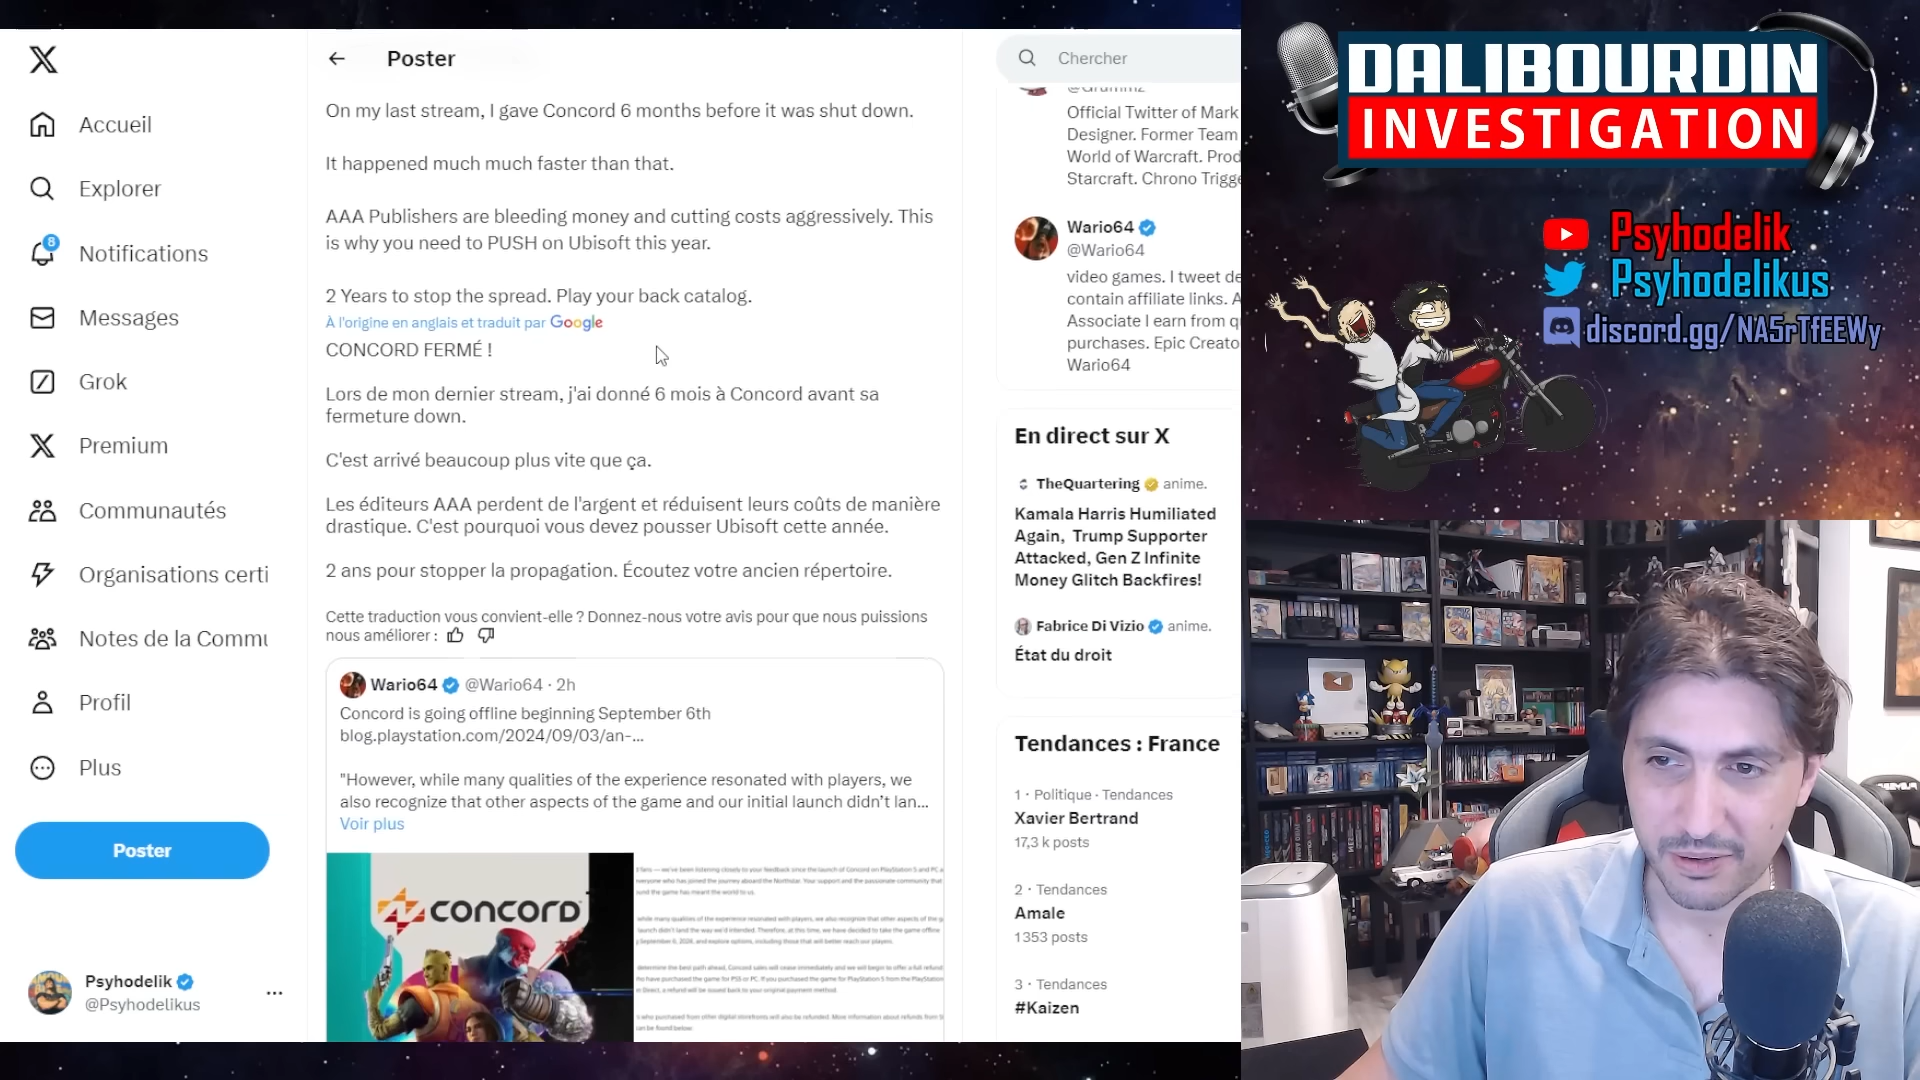 Poster
Accueil
Explorer
8
Notifications
Messages
Grok
Premium
Communautés
Organisations certi
Notes de la Commu
Profil
Plus
Poster
Psyhodelik
@Psyhodelikus
On my last stream, I gave Concord 6 months before it was shut down.
It happened much much faster than that.
AAA Publishers are bleeding money and cutting costs aggressively. This
is why you need to PUSH on Ubisoft this year.
2 Years to stop the spread. Play your back catalog.
À l'origine en anglais et traduit par Google
CONCORD FERMÉ !
Lors de mon dernier stream, j'ai donné 6 mois à Concord avant sa
fermeture down.
C'est arrivé beaucoup plus vite que ça.
Les éditeurs AAA perdent de l'argent et réduisent leurs coûts de manière
drastique. C'est pourquoi vous devez pousser Ubisoft cette année.
2 ans pour stopper la propagation. Écoutez votre ancien répertoire.
Cette traduction vous convient-elle ? Donnez-nous votre avis pour que nous puissions
nous améliorer :
Wario64 @Wario64 · 2h
Concord is going offline beginning September 6th
blog.playstation.com/2024/09/03/an-...
"However, while many qualities of the experience resonated with players, we
also recognize that other aspects of the game and our initial launch didn't lan...
Voir plus
CONCORD
Chercher
@Grummz
Official Twitter of Mark
Designer. Former Team
World of Warcraft. Prod
Starcraft. Chrono Trigge
Wario64
@Wario64
video games. I tweet de
contain affiliate links. A
Associate I earn from qu
purchases. Epic Creato
Wario64
En direct sur X
TheQuartering anime.
Kamala Harris Humiliated
Again, Trump Supporter
Attacked, Gen Z Infinite
Money Glitch Backfires!
Fabrice Di Vizio anime.
État du droit
Tendances : France
1 · Politique · Tendances
Xavier Bertrand
17,3 k posts
2 · Tendances
Amale
1 353 posts
3 · Tendances
#Kaizen
DALIBOURDIN
INVESTIGATION
Psyhodelik
Psyhodelikus
discord.gg/NA5rTfEEWy